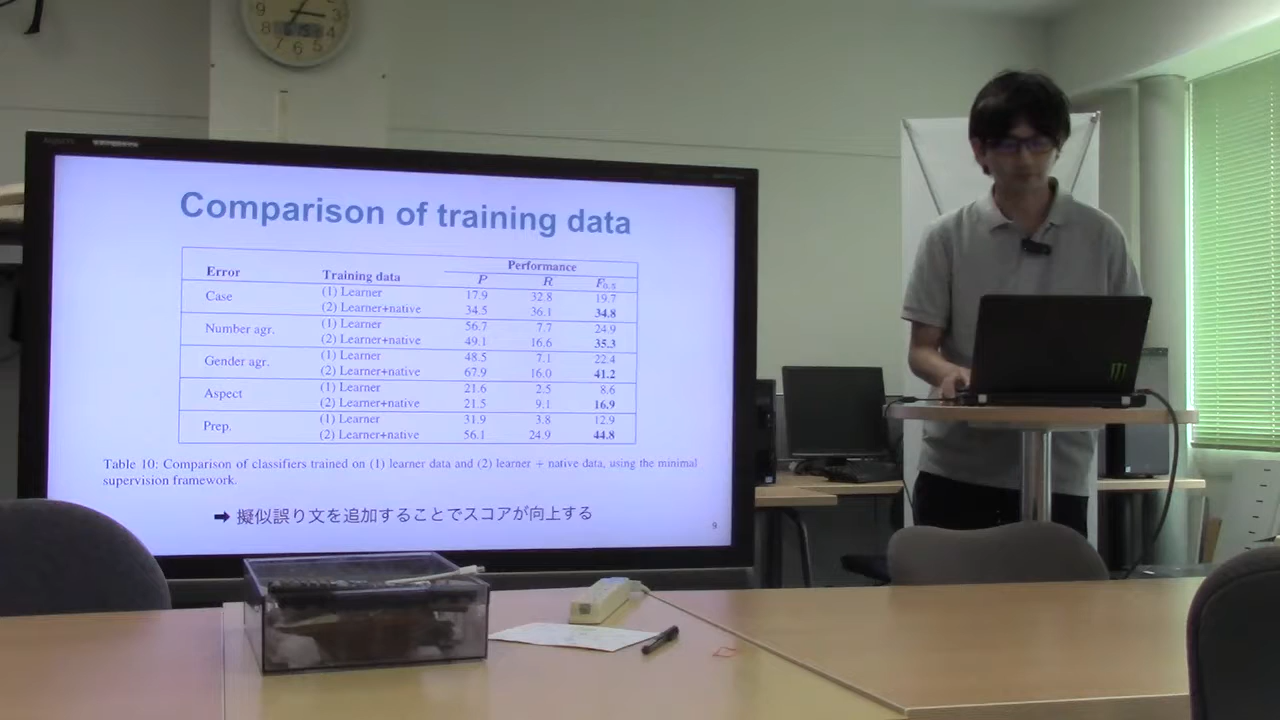 Comparison of training data
Error Training data Performance
P R F0.5
Case (1) Learner 17.9 32.8 19.7
(2) Learner+native 34.5 36.1 34.8
Number agr. (1) Learner 56.7 7.7 24.9
(2) Learner+native 49.1 16.6 35.3
Gender agr. (1) Learner 48.5 7.1 22.4
(2) Learner+native 67.9 16.0 41.2
Aspect (1) Learner 21.6 2.5 8.6
(2) Learner+native 21.5 9.1 16.9
Prep. (1) Learner 31.9 3.8 12.9
(2) Learner+native 56.1 24.9 44.8
Table 10: Comparison of classifiers trained on (1) learner data and (2) learner + native data, using the minimal
supervision framework.
➡ 擬似誤り文を追加することでスコアが向上する
9